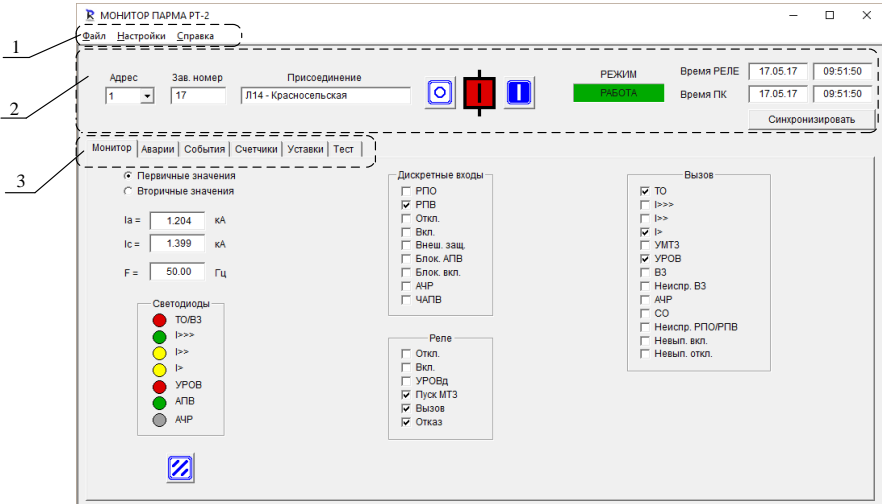 МОНИТОР ПАРМА РТ-2
1
Файл Настройки Справка
2
Адрес
1
Зав. номер
17
Присоединение
Л14 - Красносельская
РЕЖИМ
РАБОТА
Время РЕЛЕ 17.05.17 09:51:50
Время ПК 17.05.17 09:51:50
Синхронизировать
3
Монитор Аварии События Счетчики Уставки Тест
Первичные значения
Вторичные значения
Ia = 1.204 кА
Ic = 1.399 кА
F = 50.00 Гц
Светодиоды
ТО/ВЗ
I>>>
I>>
I>
УРОВ
АПВ
АЧР
Дискретные входы
РПО
РПВ
Откл.
Вкл.
Внеш. защ.
Блок. АПВ
Блок. вкл.
АЧР
ЧАПВ
Реле
Откл.
Вкл.
УРОВд
Пуск МТЗ
Вызов
Отказ
Вызов
ТО
I>>>
I>>
I>
УМТЗ
УРОВ
ВЗ
Неиспр. ВЗ
АЧР
СО
Неиспр. РПО/РПВ
Невып. вкл.
Невып. откл.